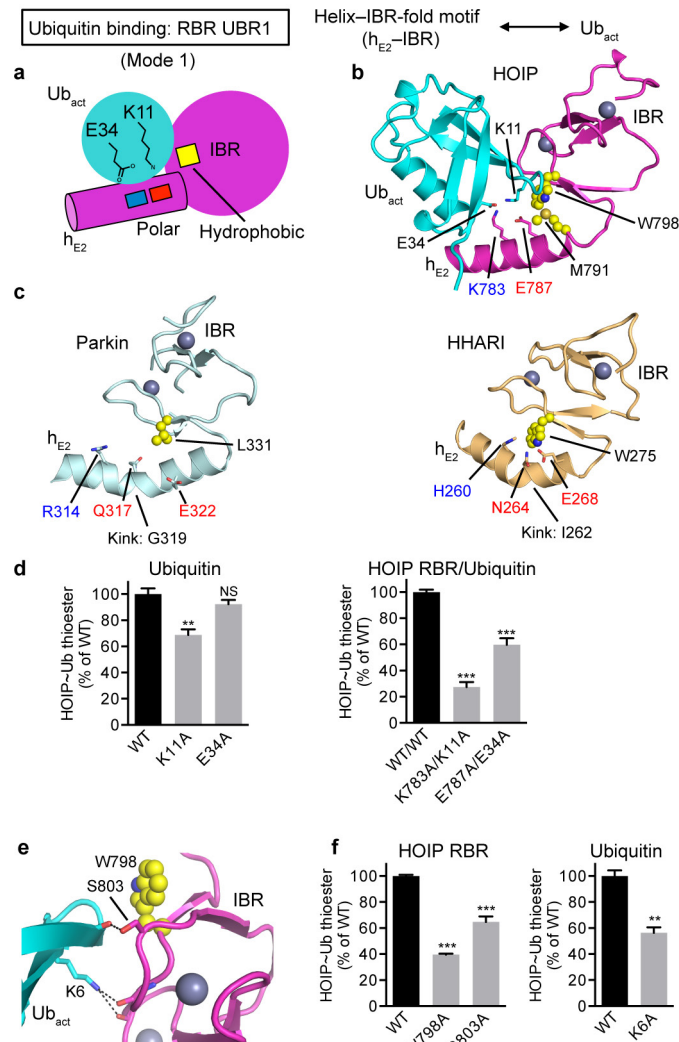 Ubiquitin binding: RBR UBR1
(Mode 1)
Helix–IBR-fold motif
(hE2–IBR)
Ubact
a
Ubact
K11
E34
IBR
Polar
Hydrophobic
hE2
b
HOIP
K11
IBR
Ubact
W798
E34
M791
hE2
K783
E787
c
Parkin
IBR
hE2
L331
R314
Q317
E322
Kink: G319
HHARI
IBR
hE2
W275
H260
N264
E268
Kink: I262
d
Ubiquitin
HOIP~Ub thioester
(% of WT)
100
80
60
40
20
0
**
NS
WT
K11A
E34A
HOIP RBR/Ubiquitin
HOIP~Ub thioester
(% of WT)
100
80
60
40
20
0
***
***
WT/WT
K783A/K11A
E787A/E34A
e
W798
S803
IBR
K6
Ubact
f
HOIP RBR
HOIP~Ub thioester
(% of WT)
100
80
60
40
20
0
***
***
WT
Ubiquitin
HOIP~Ub thioester
(% of WT)
100
80
60
40
20
0
**
WT
K6A